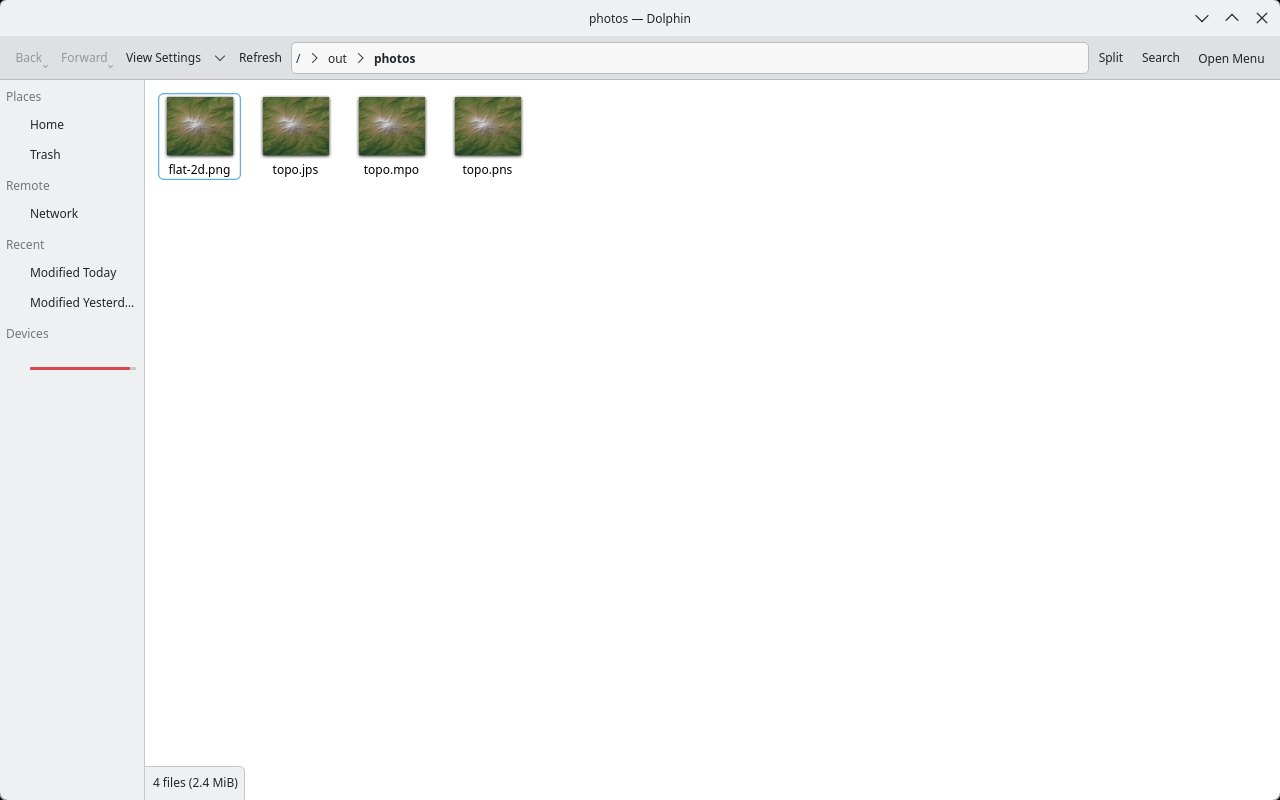 photos — Dolphin
Back Forward View Settings Refresh / out photos Split Search Open Menu
Places
Home
Trash
Remote
Network
Recent
Modified Today
Modified Yesterd...
Devices
flat-2d.png topo.jps topo.mpo topo.pns
4 files (2.4 MiB)